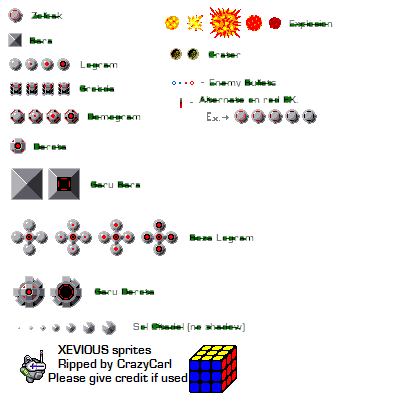 Zolbak
Explosion
Bara
Crater
Logram
- Enemy Bullets
Grobda
- Alternate on red BK.
Ex.→
Domogram
Derota
Garu Bara
Boza Logram
Garu Derota
Sol Citadel (no shadow)
XEVIOUS sprites
Ripped by CrazyCarl
Please give credit if used